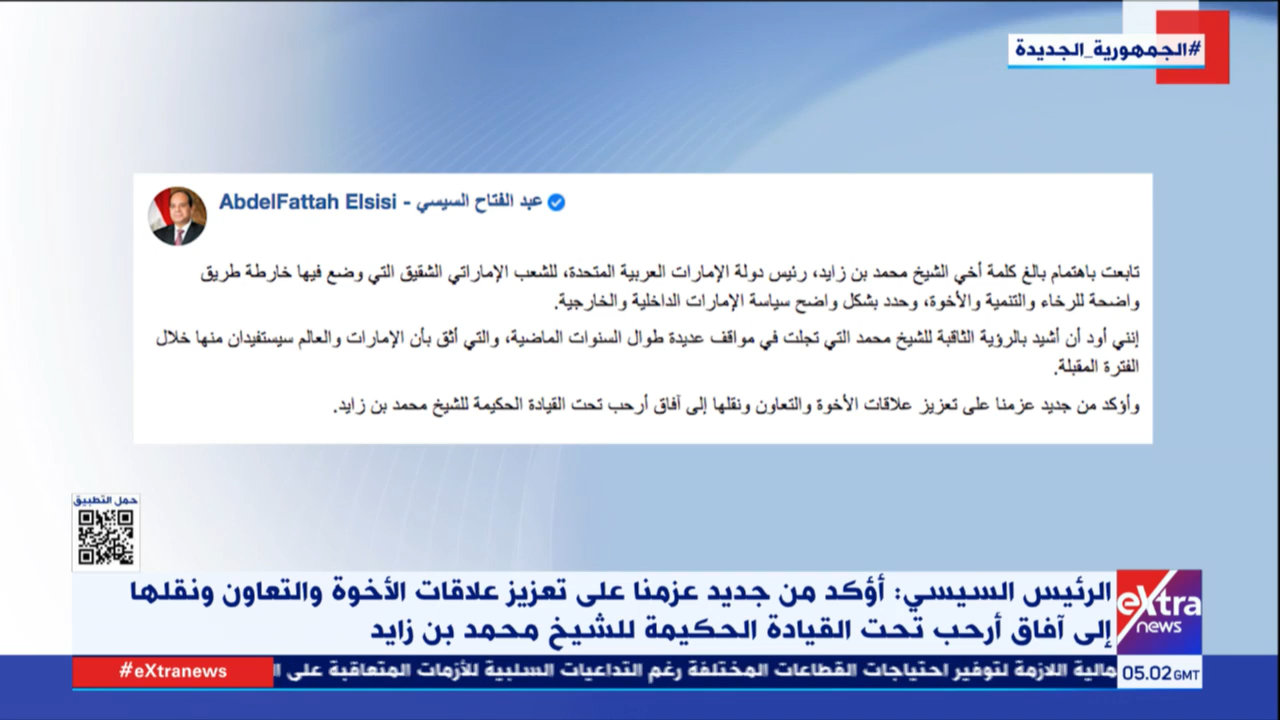 #الجمهورية_الجديدة
AbdelFattah Elsisi - عبد الفتاح السيسي
تابعت باهتمام بالغ كلمة أخي الشيخ محمد بن زايد، رئيس دولة الإمارات العربية المتحدة، للشعب الإماراتي الشقيق التي وضع فيها خارطة طريق
واضحة للرخاء والتنمية والأخوة، وحدد بشكل واضح سياسة الإمارات الداخلية والخارجية.
إنني أود أن أشيد بالرؤية الثاقبة للشيخ محمد التي تجلت في مواقف عديدة طوال السنوات الماضية، والتي أثق بأن الإمارات والعالم سيستفيدان منها خلال
الفترة المقبلة.
وأؤكد من جديد عزمنا على تعزيز علاقات الأخوة والتعاون ونقلها إلى آفاق أرحب تحت القيادة الحكيمة للشيخ محمد بن زايد.
حمل التطبيق
الرئيس السيسي: أؤكد من جديد عزمنا على تعزيز علاقات الأخوة والتعاون ونقلها
إلى آفاق أرحب تحت القيادة الحكيمة للشيخ محمد بن زايد
eXtra
news
مالية اللازمة لتوفير احتياجات القطاعات المختلفة رغم التداعيات السلبية للأزمات المتعاقبة على ال
#eXtranews
05.02 GMT